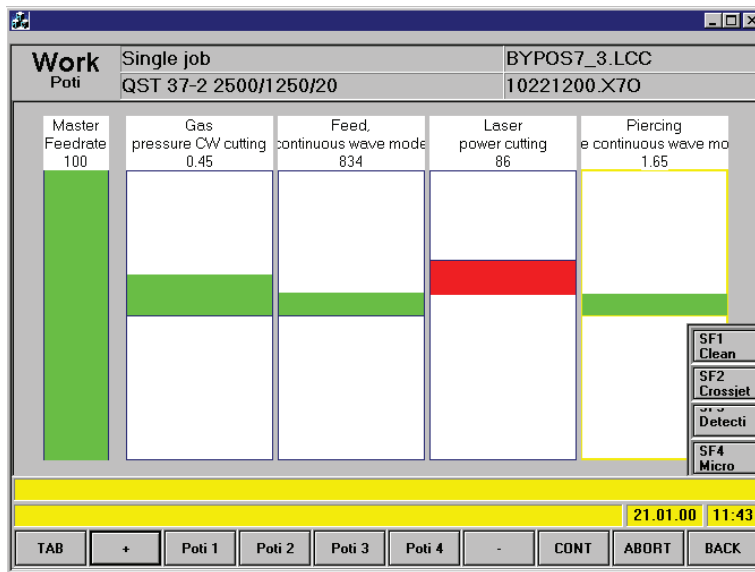 Work
Poti
Single job
BYPOS7_3.LCC
QST 37-2 2500/1250/20
10221200.X7O
Master
Feedrate
100
Gas
pressure CW cutting
0.45
Feed,
continuous wave mode
834
Laser
power cutting
86
Piercing
e continuous wave mo
1.65
SF1
Clean
SF2
Crossjet
SF3
Detecti
SF4
Micro
21.01.00
11:43
TAB
+
Poti 1
Poti 2
Poti 3
Poti 4
-
CONT
ABORT
BACK